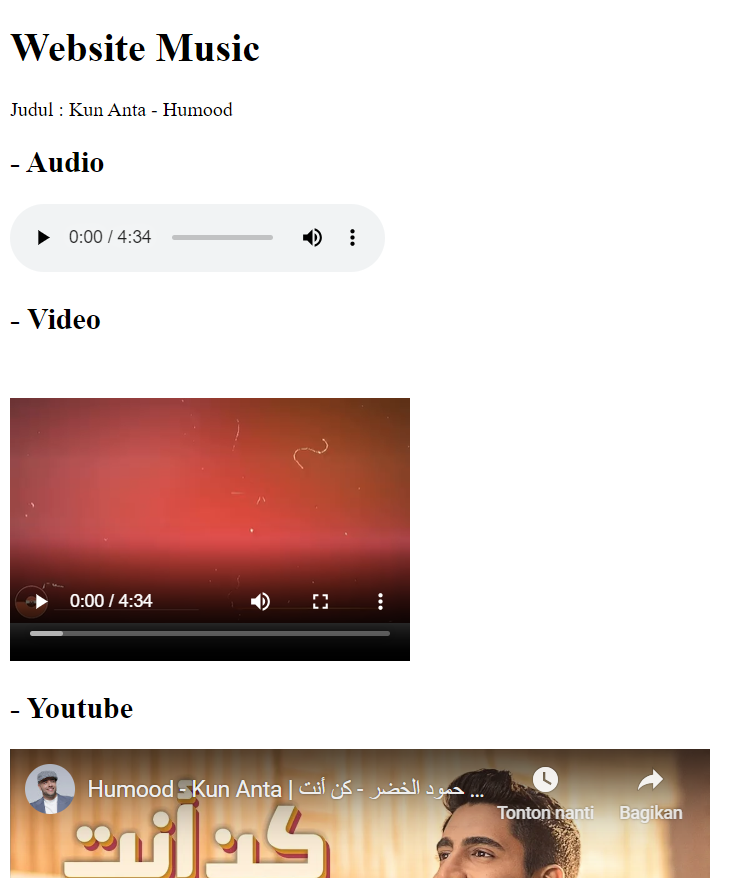 Website Music
Judul : Kun Anta - Humood
- Audio
0:00 / 4:34
- Video
0:00 / 4:34
- Youtube
Humood - Kun Anta | حمود الخضر - كن أنت ...
Tonton nanti
Bagikan
كن أنت